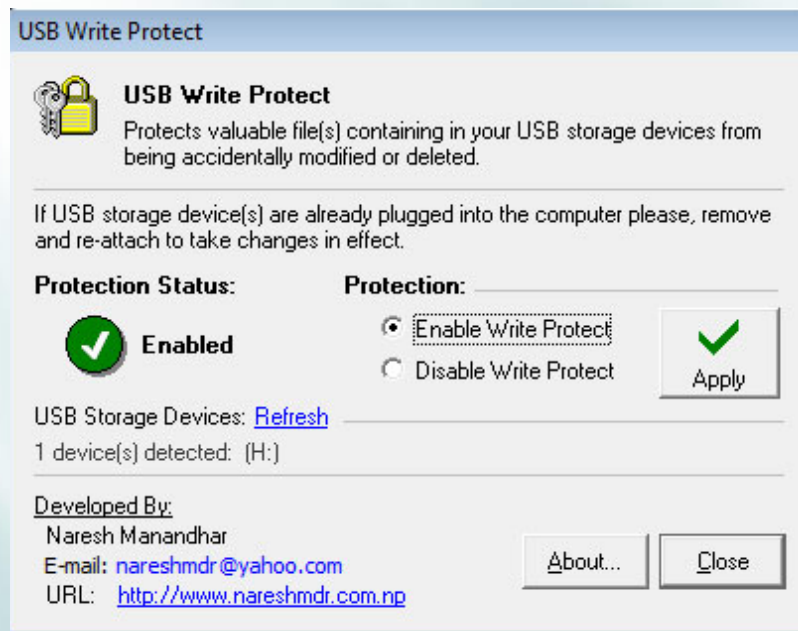 USB Write Protect
USB Write Protect
Protects valuable file(s) containing in your USB storage devices from
being accidentally modified or deleted.
If USB storage device(s) are already plugged into the computer please, remove
and re-attach to take changes in effect.
Protection Status:
Enabled
Protection:
Enable Write Protect
Disable Write Protect
Apply
USB Storage Devices: Refresh
1 device(s) detected: (H:)
Developed By:
Naresh Manandhar
E-mail: nareshmdr@yahoo.com
URL: http://www.nareshmdr.com.np
About...
Close